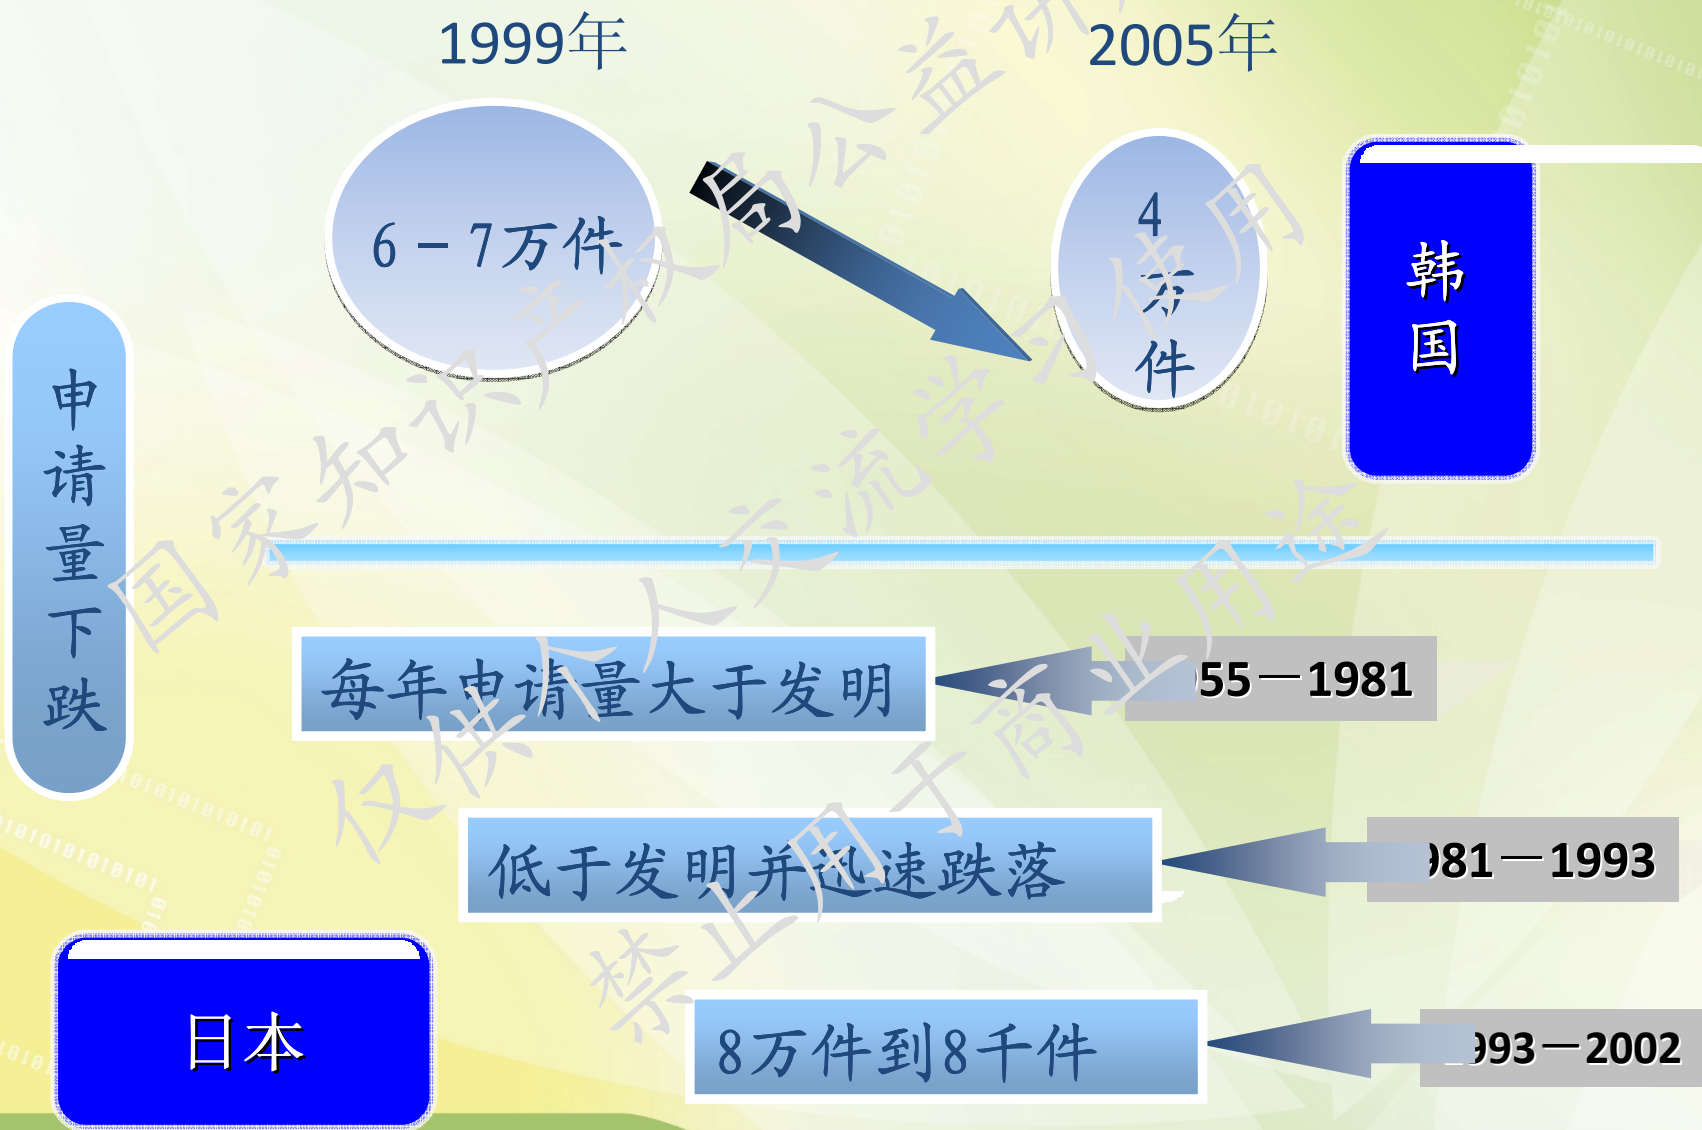 1999年
2005年
6－7万件
4
万
件
韩
国
申
请
量
下
跌
每年申请量大于发明
55－1981
低于发明并迅速跌落
981－1993
日本
8万件到8千件
993－2002
国家知识产权局公益讲
仅供个人交流学习使用
禁止用于商业用途